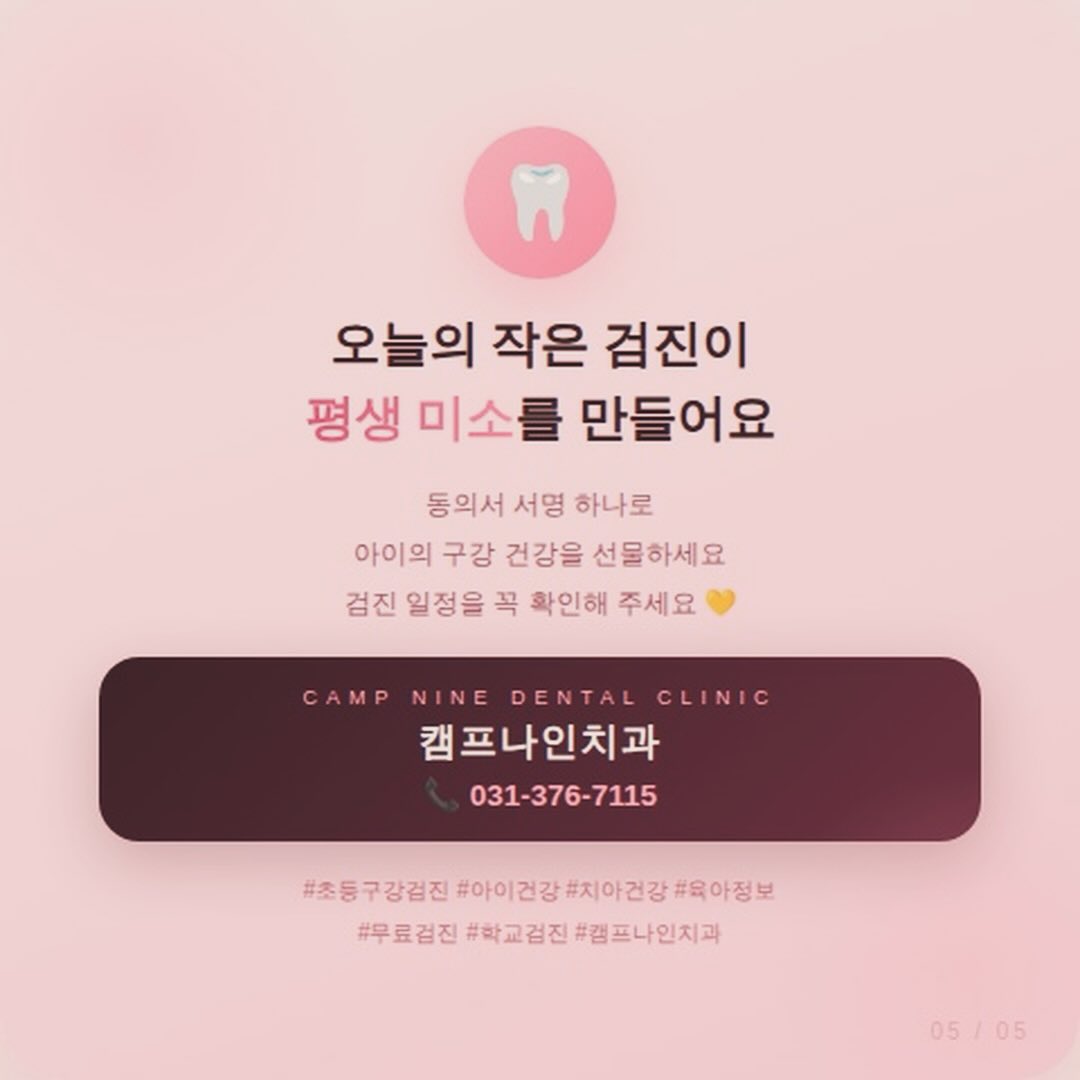 오늘의 작은 검진이
평생 미소를 만들어요
동의서 서명 하나로
아이의 구강 건강을 선물하세요
검진 일정을 꼭 확인해 주세요 💛
CAMP NINE DENTAL CLINIC
캠프나인치과
📞 031-376-7115
#초등구강검진 #아이건강 #치아건강 #육아정보
#무료검진 #학교검진 #캠프나인치과
05 / 05